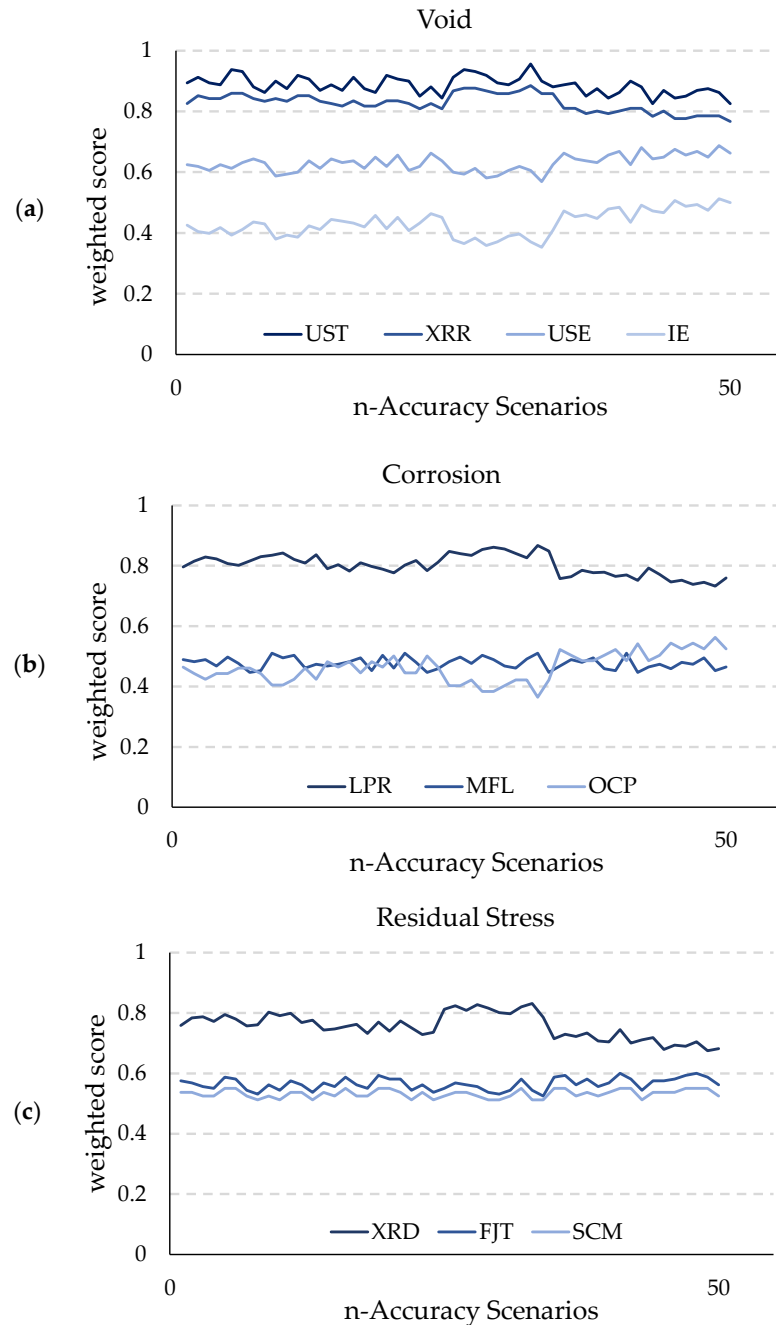 Void
1
0.8
0.6
0.4
0.2
0
weighted score
(a)
UST XRR USE IE
0 50
n-Accuracy Scenarios
Corrosion
1
0.8
0.6
0.4
0.2
0
weighted score
(b)
LPR MFL OCP
0 50
n-Accuracy Scenarios
Residual Stress
1
0.8
0.6
0.4
0.2
0
weighted score
(c)
XRD FJT SCM
0 50
n-Accuracy Scenarios